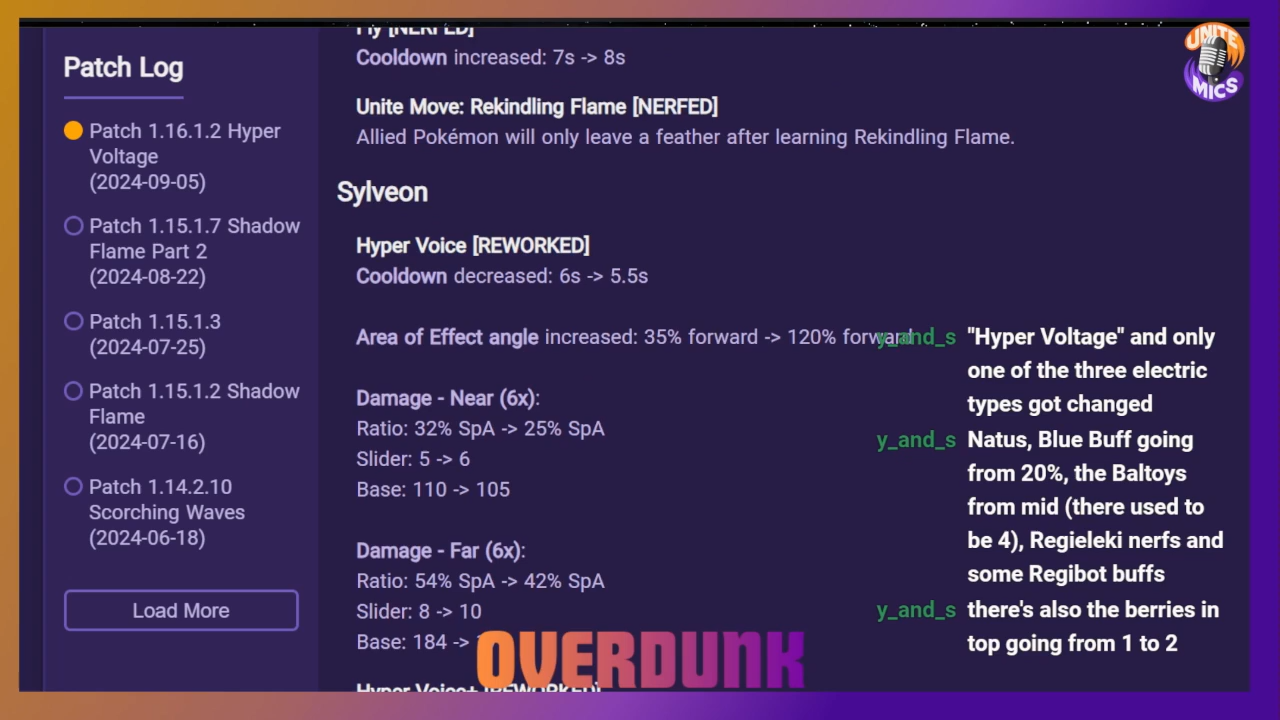 Patch Log
Patch 1.16.1.2 Hyper
Voltage
(2024-09-05)
Patch 1.15.1.7 Shadow
Flame Part 2
(2024-08-22)
Patch 1.15.1.3
(2024-07-25)
Patch 1.15.1.2 Shadow
Flame
(2024-07-16)
Patch 1.14.2.10
Scorching Waves
(2024-06-18)
Load More
Fly [NERFED]
Cooldown increased: 7s -> 8s
Unite Move: Rekindling Flame [NERFED]
Allied Pokémon will only leave a feather after learning Rekindling Flame.
Sylveon
Hyper Voice [REWORKED]
Cooldown decreased: 6s -> 5.5s
Area of Effect angle increased: 35% forward -> 120% forward
Damage - Near (6x):
Ratio: 32% SpA -> 25% SpA
Slider: 5 -> 6
Base: 110 -> 105
Damage - Far (6x):
Ratio: 54% SpA -> 42% SpA
Slider: 8 -> 10
Base: 184 ->
Hyper Voice+ [REWORKED]
UNITE
MICS
y_and_s "Hyper Voltage" and only
one of the three electric
types got changed
y_and_s Natus, Blue Buff going
from 20%, the Baltoys
from mid (there used to
be 4), Regieleki nerfs and
some Regibot buffs
y_and_s there's also the berries in
top going from 1 to 2
OVERDUNK